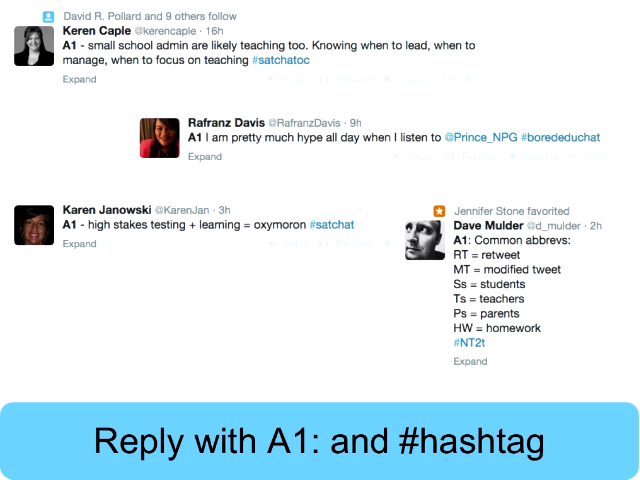 David R. Pollard and 9 others follow
Keren Caple @kerencaple · 16h
A1 - small school admin are likely teaching too. Knowing when to lead, when to
manage, when to focus on teaching #satchatoc
Expand
Rafranz Davis @RafranzDavis · 9h
A1 I am pretty much hype all day when I listen to @Prince_NPG #borededuchat
Expand
Karen Janowski @KarenJan · 3h
A1 - high stakes testing + learning = oxymoron #satchat
Expand
Jennifer Stone favorited
Dave Mulder @d_mulder · 2h
A1: Common abbrevs:
RT = retweet
MT = modified tweet
Ss = students
Ts = teachers
Ps = parents
HW = homework
#NT2t
Expand
Reply with A1: and #hashtag